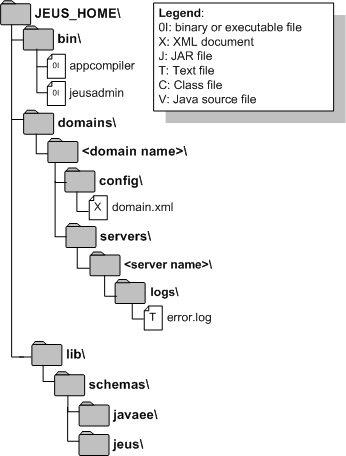 JEUS_HOME\
Legend:
0I: binary or executable file
X: XML document
J: JAR file
T: Text file
C: Class file
V: Java source file
bin\
0I appcompiler
0I jeusadmin
domains\
<domain name>\
config\
X domain.xml
servers\
<server name>\
logs\
T error.log
lib\
schemas\
javaee\
jeus\